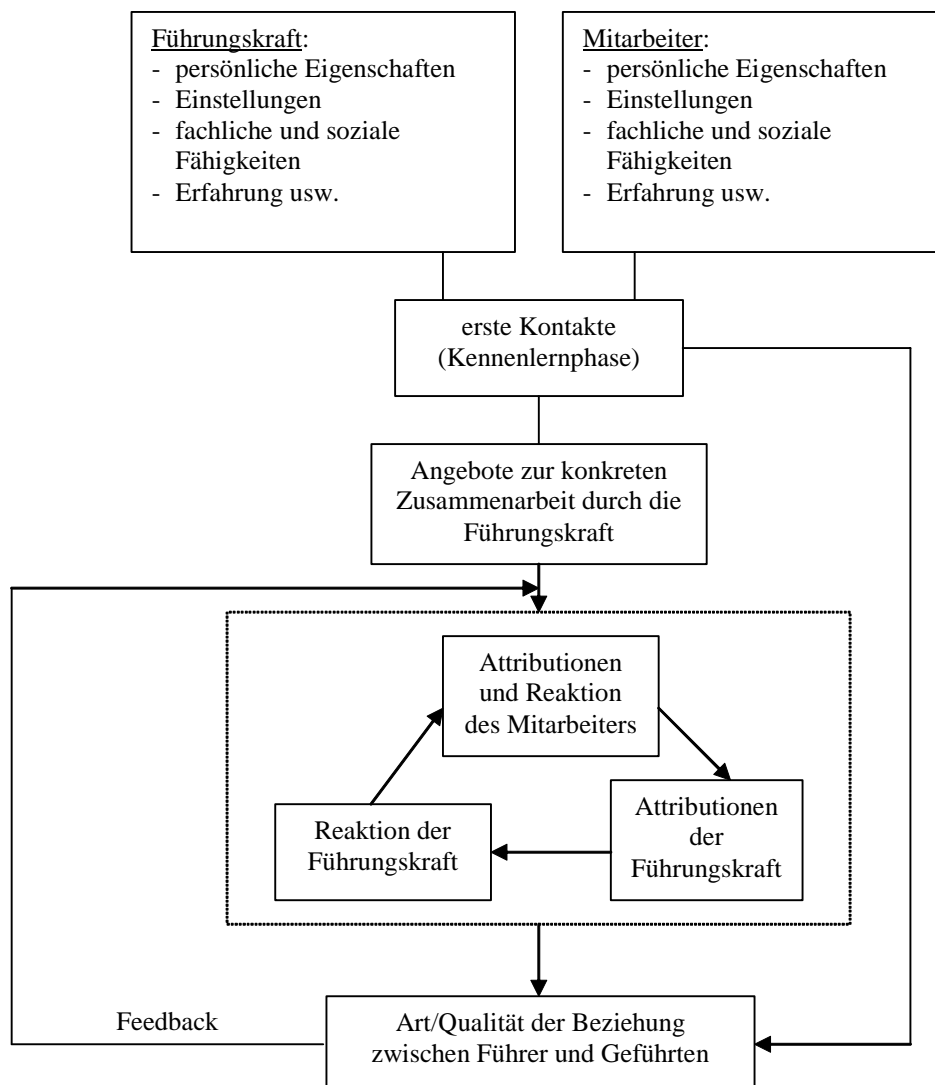 Führungskraft:
- persönliche Eigenschaften
- Einstellungen
- fachliche und soziale
Fähigkeiten
- Erfahrung usw.
Mitarbeiter:
- persönliche Eigenschaften
- Einstellungen
- fachliche und soziale
Fähigkeiten
- Erfahrung usw.
erste Kontakte
(Kennenlernphase)
Angebote zur konkreten
Zusammenarbeit durch die
Führungskraft
Attributionen
und Reaktion
des Mitarbeiters
Reaktion der
Führungskraft
Attributionen
der
Führungskraft
Feedback
Art/Qualität der Beziehung
zwischen Führer und Geführten